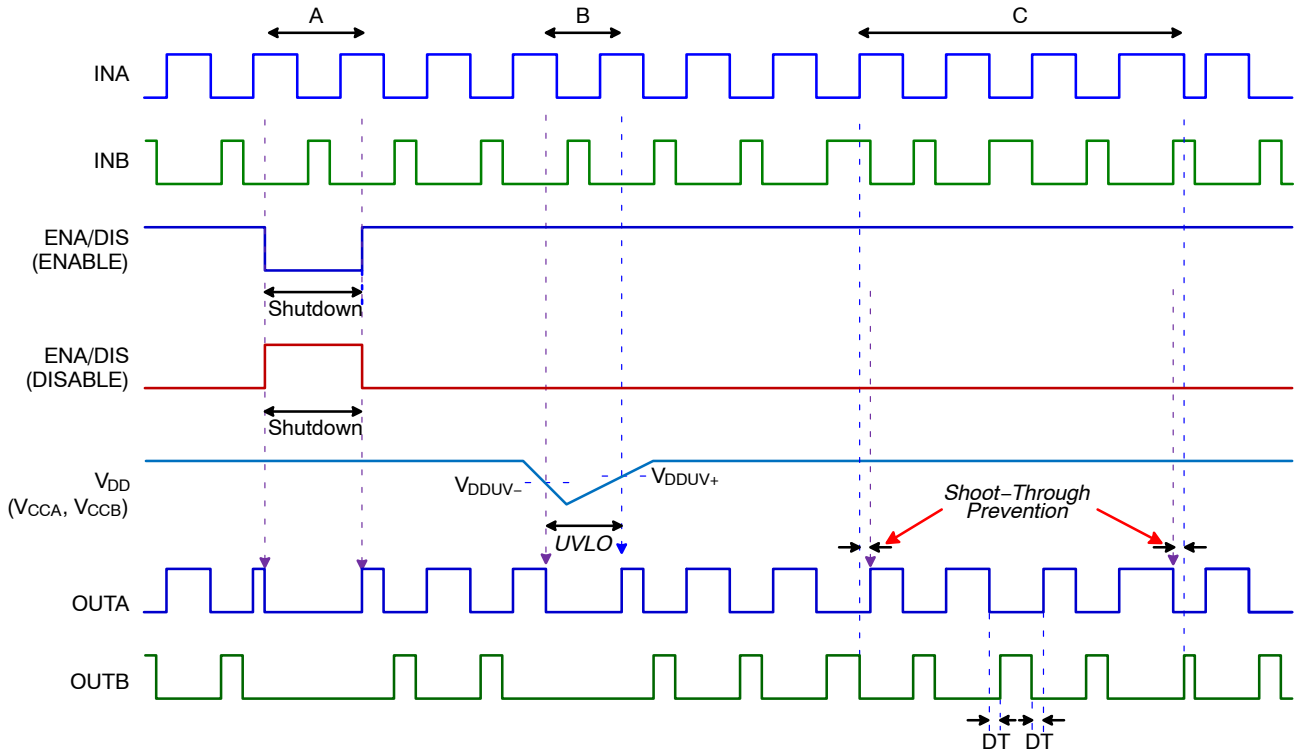 A
B
C
INA
INB
ENA/DIS
(ENABLE)
Shutdown
ENA/DIS
(DISABLE)
Shutdown
VDD
(VCCA, VCCB)
VDDUV−
VDDUV+
UVLO
Shoot−Through
Prevention
OUTA
OUTB
DT
DT